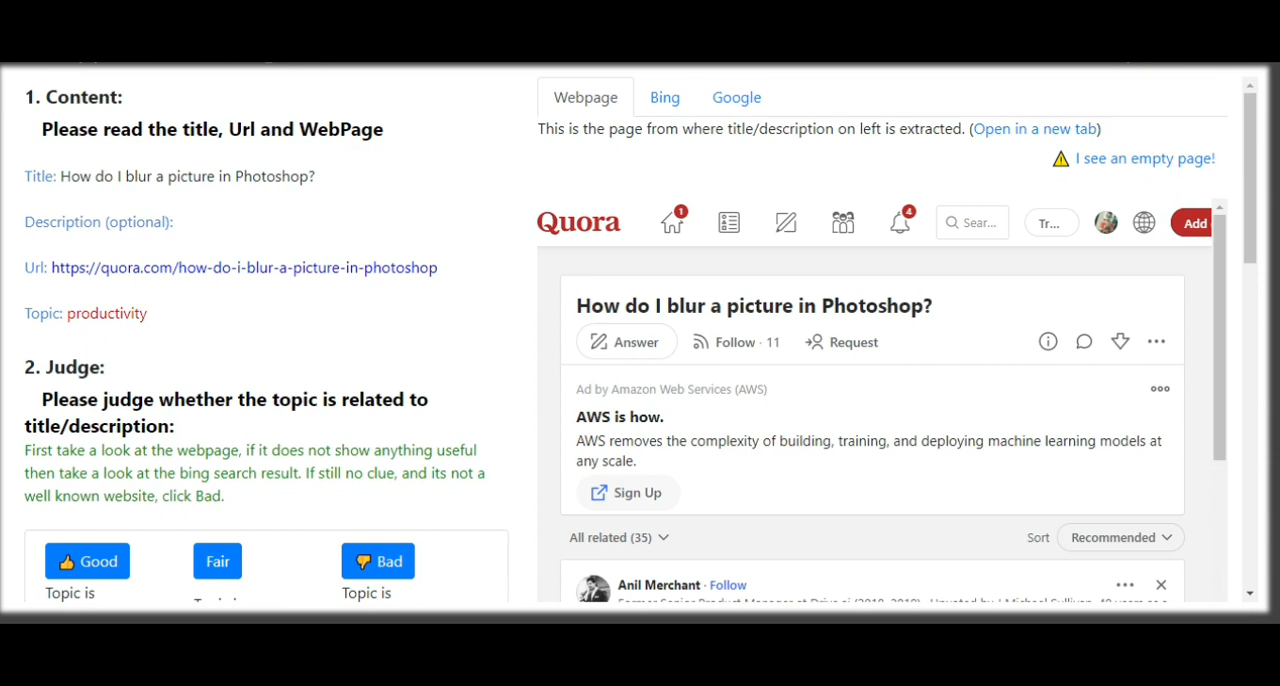 1. Content:
Please read the title, Url and WebPage
Title: How do I blur a picture in Photoshop?
Description (optional):
Url: https://quora.com/how-do-i-blur-a-picture-in-photoshop
Topic: productivity
2. Judge:
Please judge whether the topic is related to
title/description:
First take a look at the webpage, if it does not show anything useful
then take a look at the bing search result. If still no clue, and its not a
well known website, click Bad.
Good
Fair
Bad
Topic is
Topic is
Webpage
Bing
Google
This is the page from where title/description on left is extracted. (Open in a new tab)
I see an empty page!
Quora
1
4
Sear...
Tr...
Add
How do I blur a picture in Photoshop?
Answer
Follow · 11
Request
Ad by Amazon Web Services (AWS)
AWS is how.
AWS removes the complexity of building, training, and deploying machine learning models at
any scale.
Sign Up
All related (35)
Sort
Recommended
Anil Merchant · Follow